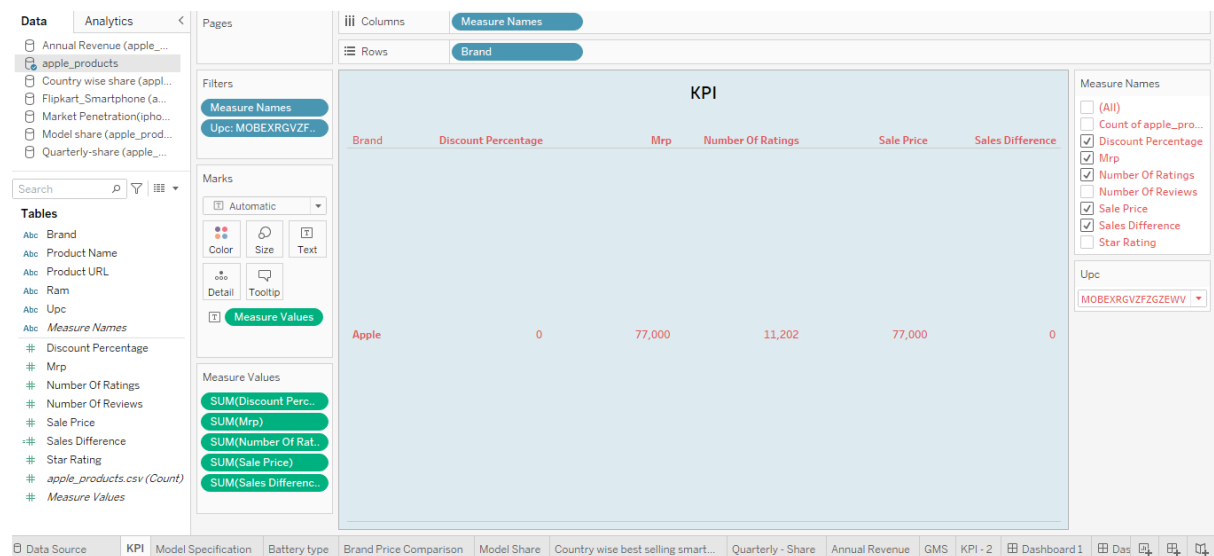 Data Analytics <
Annual Revenue (apple_...
apple_products
Country wise share (appl...
Flipkart_Smartphone (a...
Market Penetration(ipho...
Model share (apple_prod...
Quarterly-share (apple_...
Search
Tables
Abc Brand
Abc Product Name
Abc Product URL
Abc Ram
Abc Upc
Abc Measure Names
# Discount Percentage
# Mrp
# Number Of Ratings
# Number Of Reviews
# Sale Price
=# Sales Difference
# Star Rating
# apple_products.csv (Count)
# Measure Values
Pages
Filters
Measure Names
Upc: MOBEXRGVZF..
Marks
T Automatic
Color Size Text
Detail Tooltip
T Measure Values
Measure Values
SUM(Discount Perc..
SUM(Mrp)
SUM(Number Of Rat..
SUM(Sale Price)
SUM(Sales Differenc..
Columns Measure Names
Rows Brand
KPI
Brand Discount Percentage Mrp Number Of Ratings Sale Price Sales Difference
Apple 0 77,000 11,202 77,000 0
Measure Names
(All)
Count of apple_pro...
Discount Percentage
Mrp
Number Of Ratings
Number Of Reviews
Sale Price
Sales Difference
Star Rating
Upc
MOBEXRGVZFZGZEWV
Data Source KPI Model Specification Battery type Brand Price Comparison Model Share Country wise best selling smart... Quarterly - Share Annual Revenue GMS KPI - 2 Dashboard 1 Das